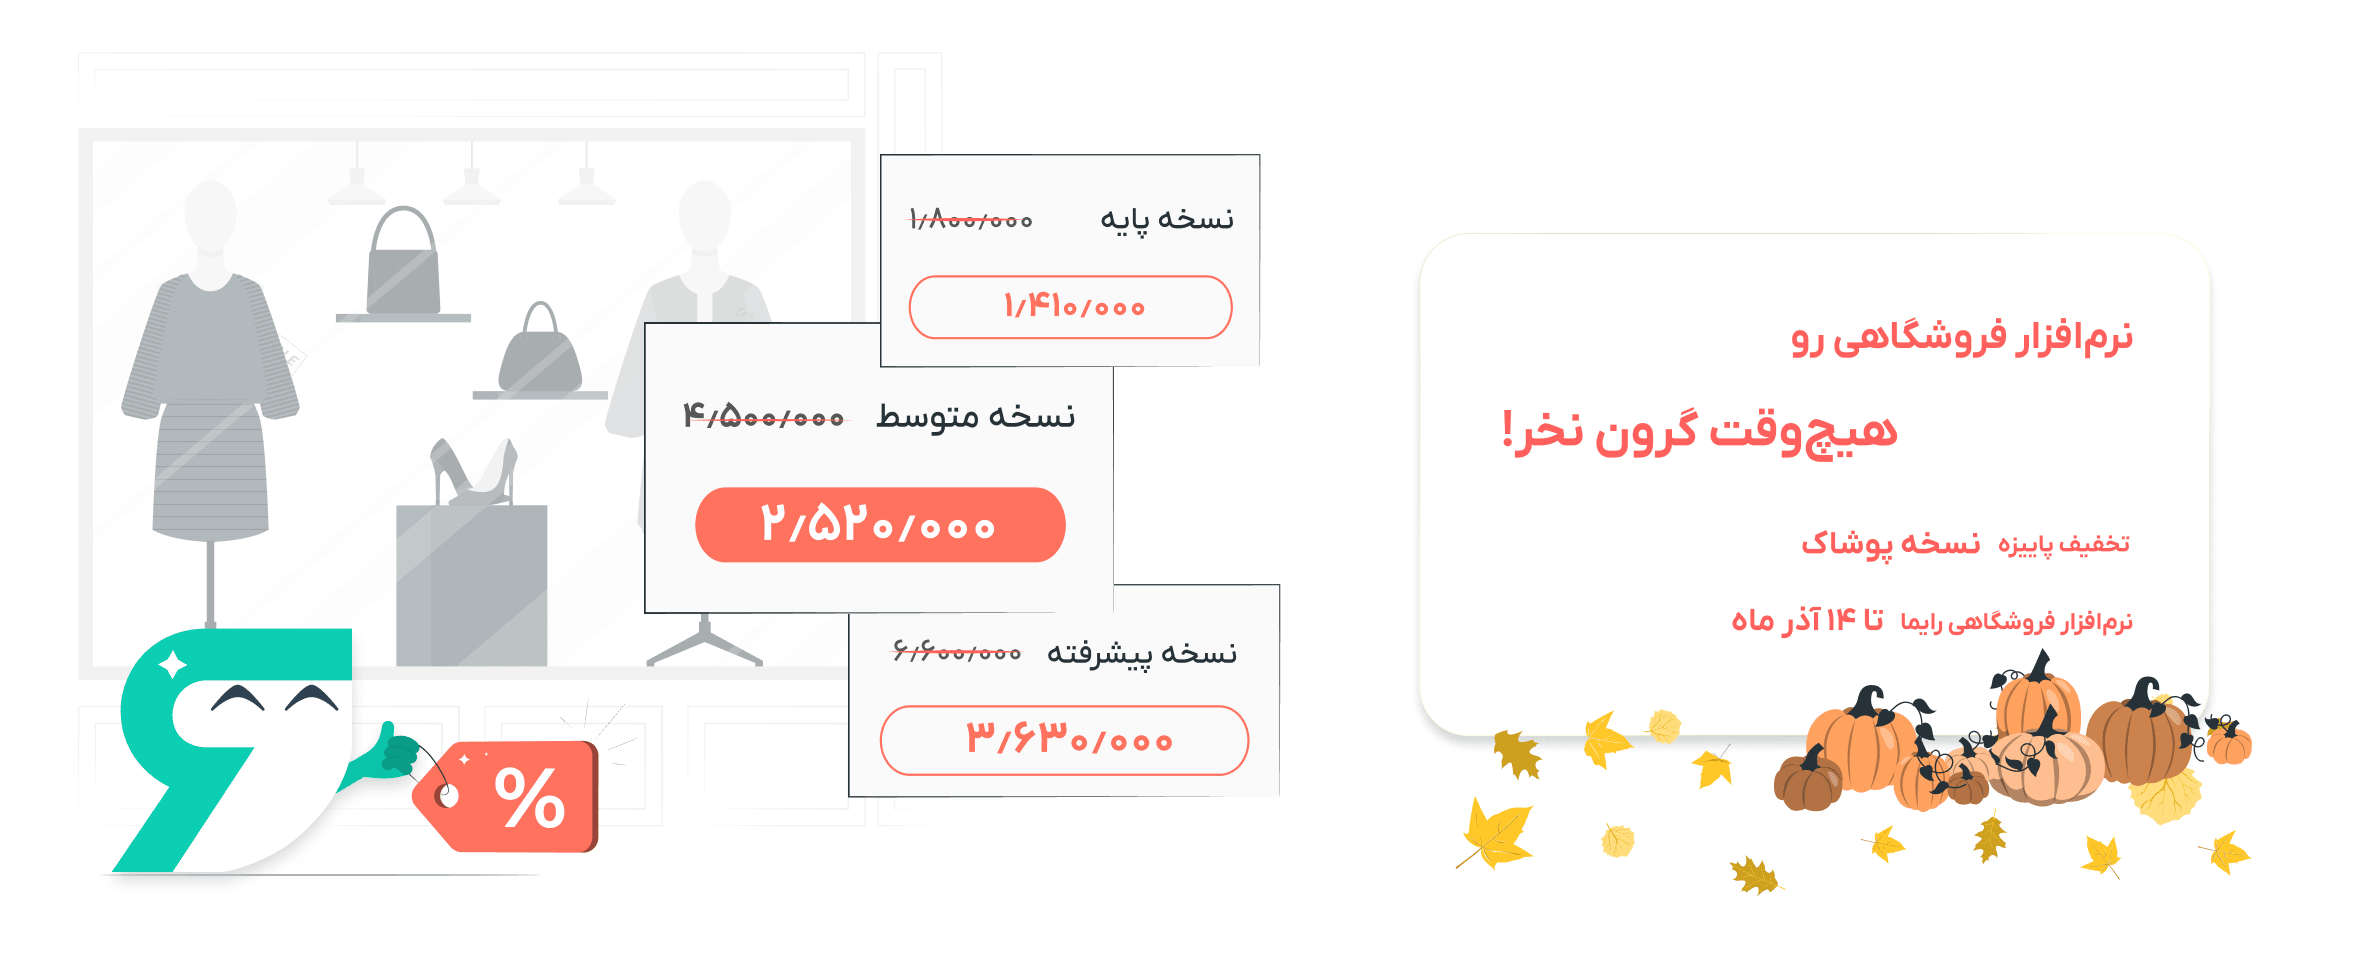 نرم‌افزار فروشگاهی رو
هیچ‌وقت گرون نخر!
تخفیف پاییزه نسخه پوشاک
نرم‌افزار فروشگاهی رایما تا ۱۴ آذر ماه
نسخه پایه ۱/۸۰۰/۰۰۰
۱/۴۱۰/۰۰۰
نسخه متوسط ۴/۵۰۰/۰۰۰
۲/۵۲۰/۰۰۰
نسخه پیشرفته ۶/۶۰۰/۰۰۰
۳/۶۳۰/۰۰۰
%